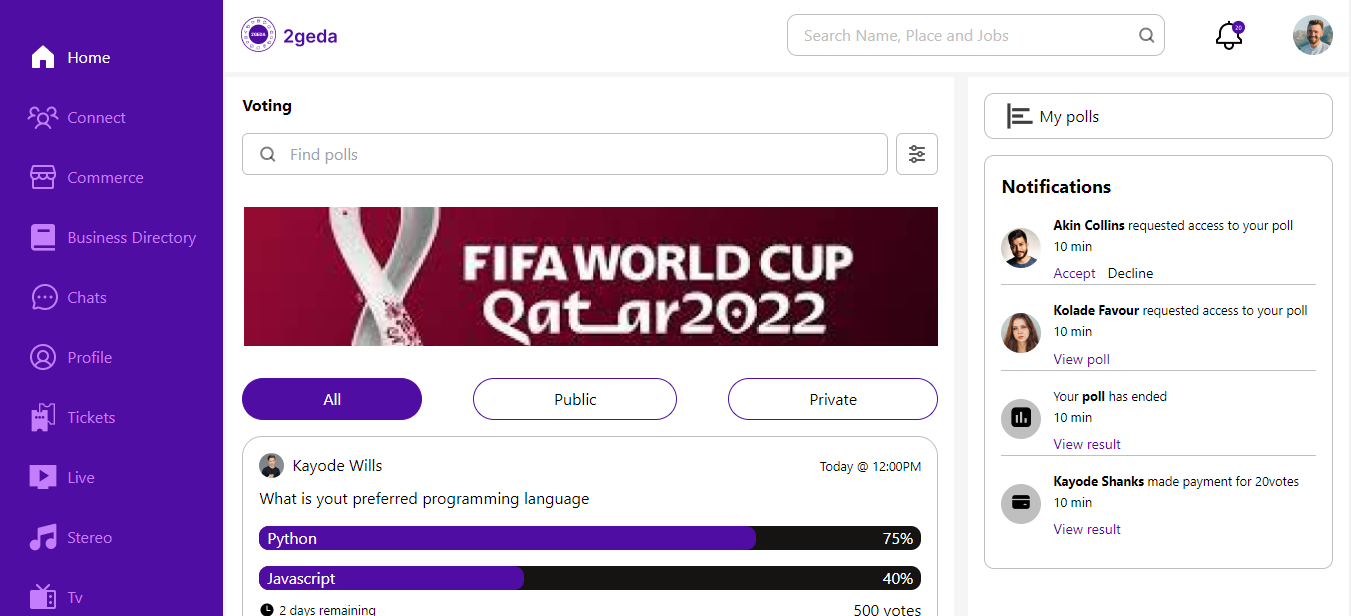 Home
Connect
Commerce
Business Directory
Chats
Profile
Tickets
Live
Stereo
Tv
2GEDA
2geda
Search Name, Place and Jobs
20
Voting
Find polls
FIFA WORLD CUP
Qatar2022
All
Public
Private
Kayode Wills
Today @ 12:00PM
What is yout preferred programming language
Python
75%
Javascript
40%
2 days remaining
500 votes
My polls
Notifications
Akin Collins requested access to your poll
10 min
Accept Decline
Kolade Favour requested access to your poll
10 min
View poll
Your poll has ended
10 min
View result
Kayode Shanks made payment for 20votes
10 min
View result